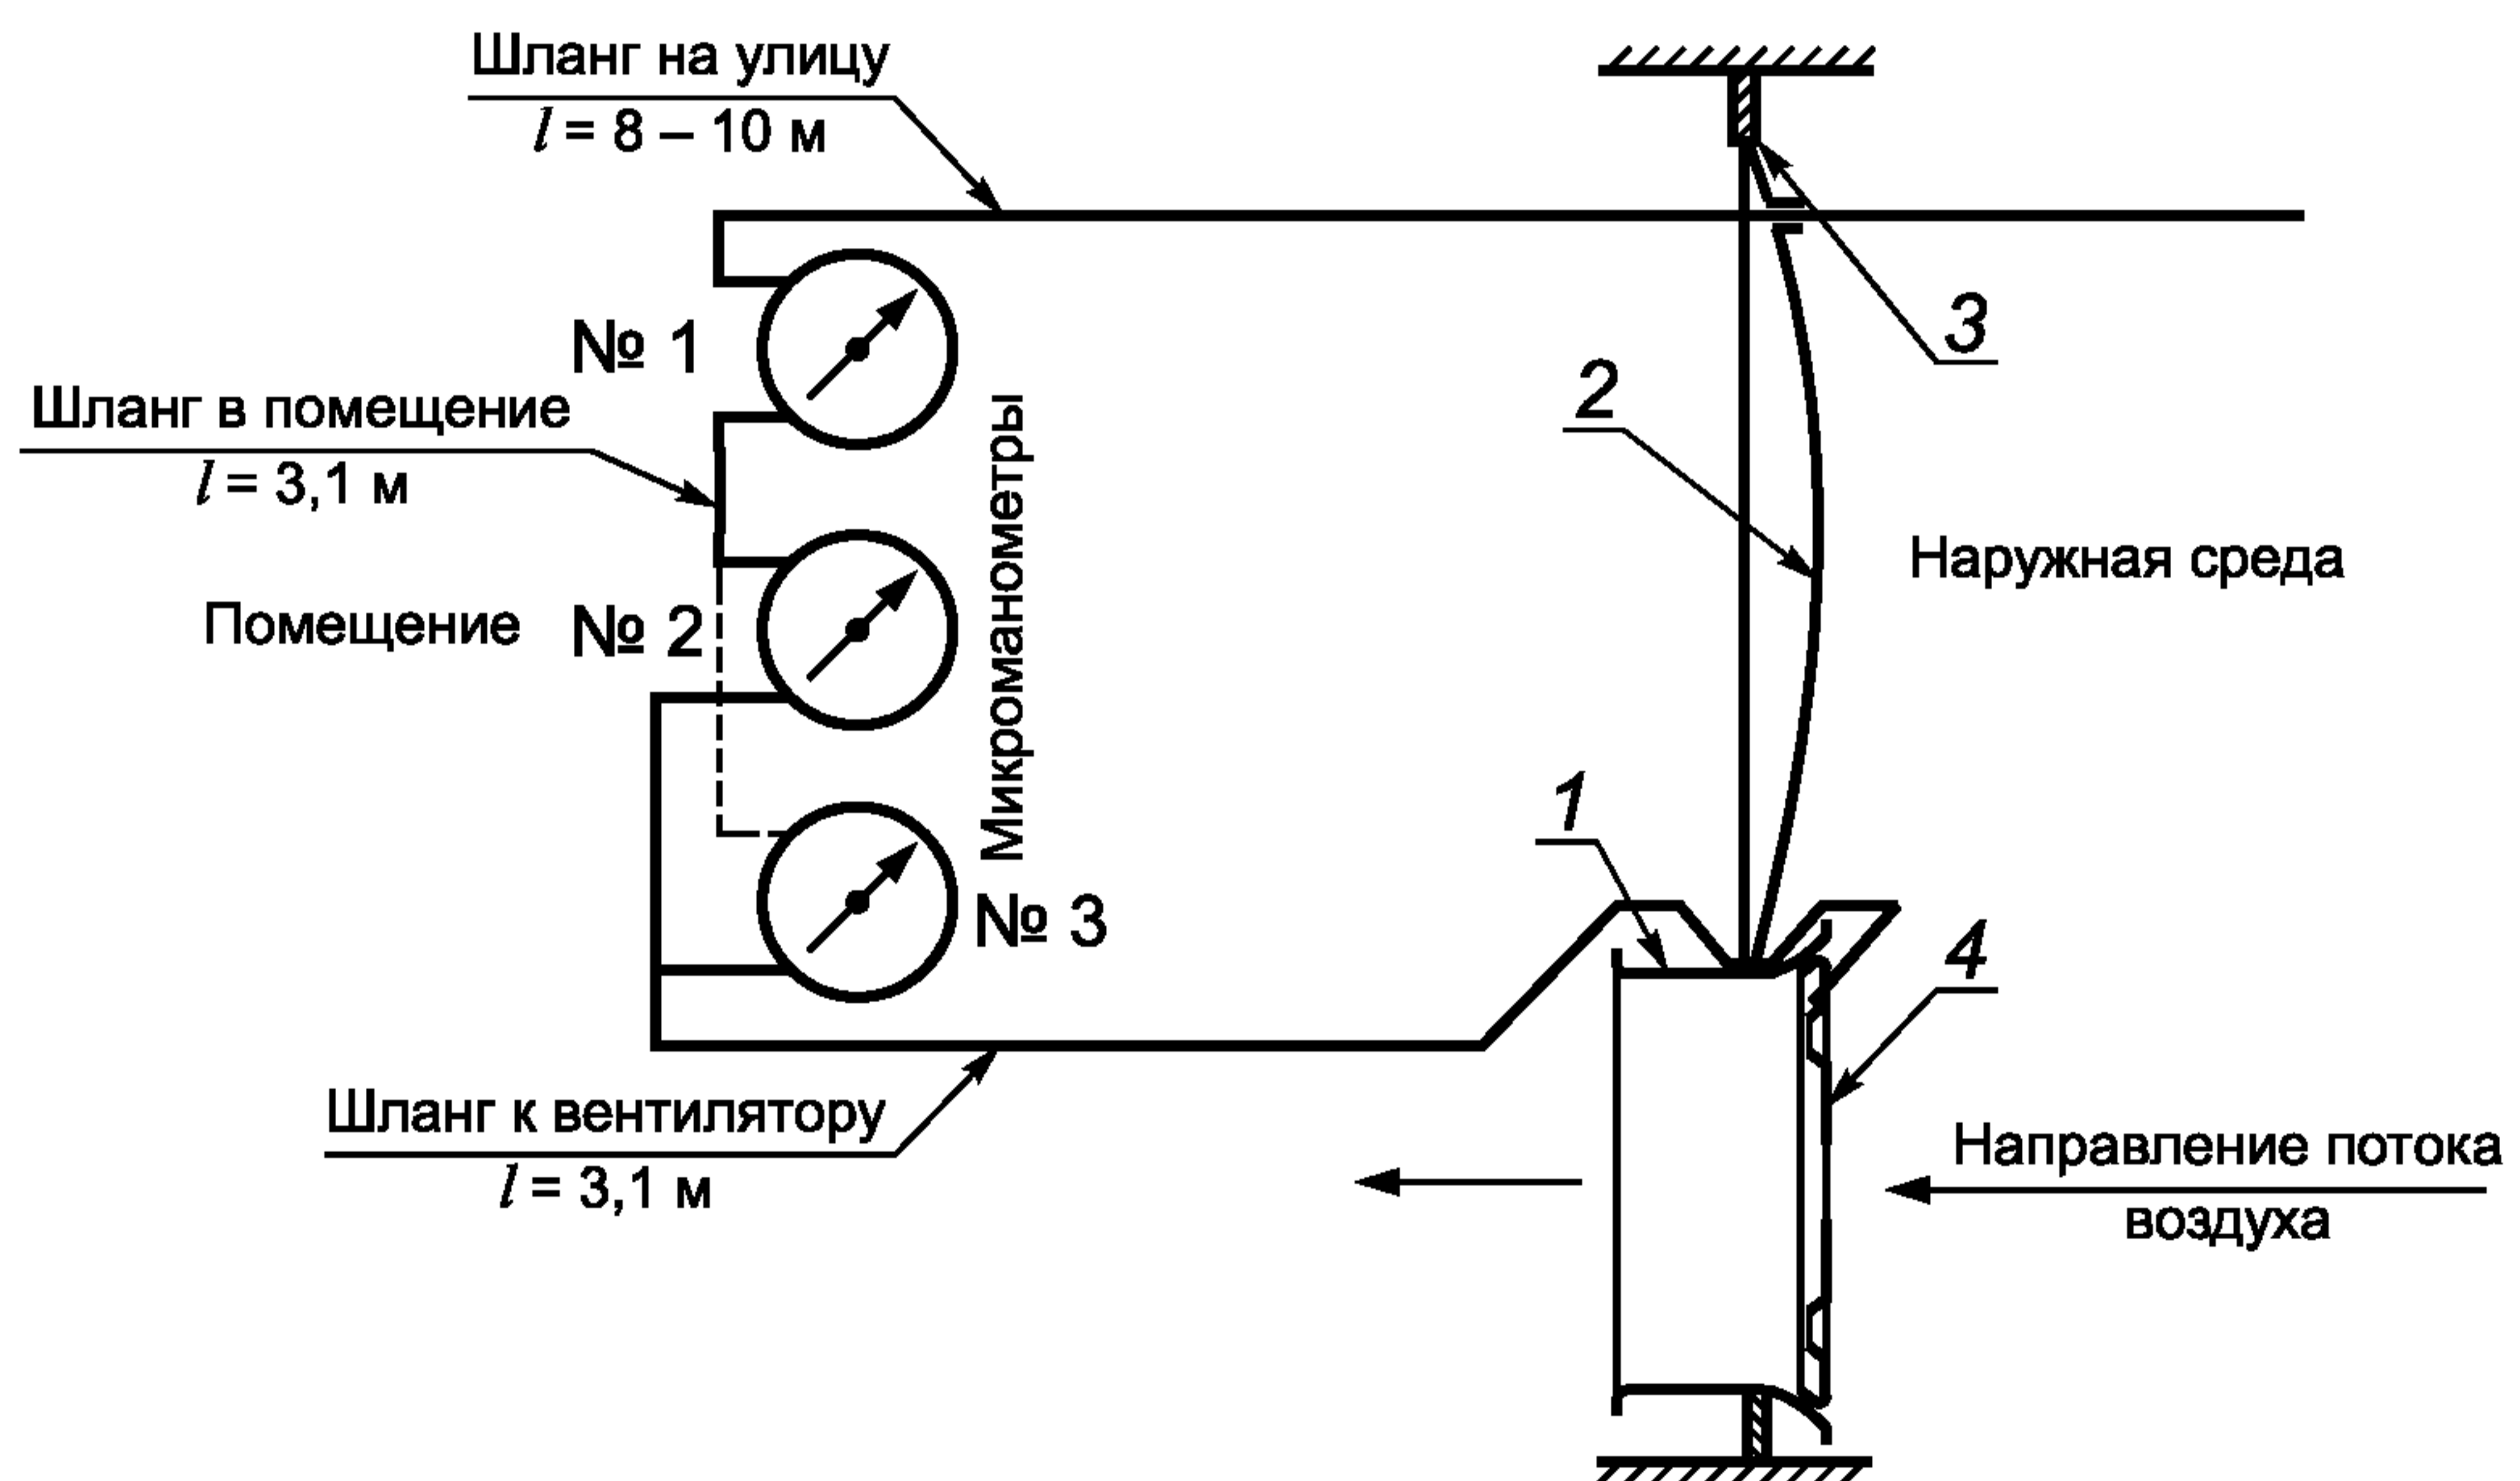 Шланг на улицу
l = 8 – 10 м
3
№ 1
2
Шланг в помещение
l = 3,1 м
Микроманометры
Наружная среда
Помещение
№ 2
1
№ 3
4
Шланг к вентилятору
l = 3,1 м
Направление потока
воздуха